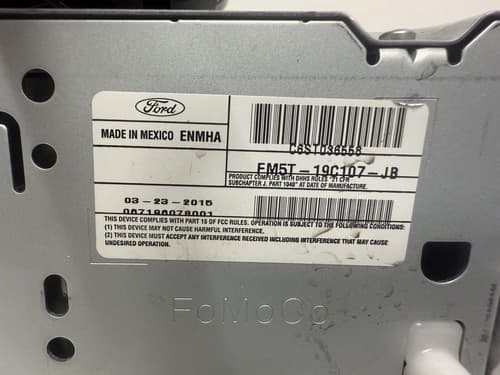 Ford
MADE IN MEXICO ENMHA
C6ST036558
EM5T-19C107-JB
PRODUCT COMPLIES WITH DHHS RULES "21 CFR
SUBCHAPTER J. PART 1040" AT DATE OF MANUFACTURE.
03-23-2015
THIS DEVICE COMPLIES WITH PART 15 OF FCC RULES. OPERATION IS SUBJECT TO THE FOLLOWING CONDITIONS:
(1) THIS DEVICE MAY NOT CAUSE HARMFUL INTERFERENCE.
(2) THIS DEVICE MUST ACCEPT ANY INTERFERENCE RECEIVED INCLUDING INTERFERENCE THAT MAY CAUSE
UNDESIRED OPERATION.
FoMoCo